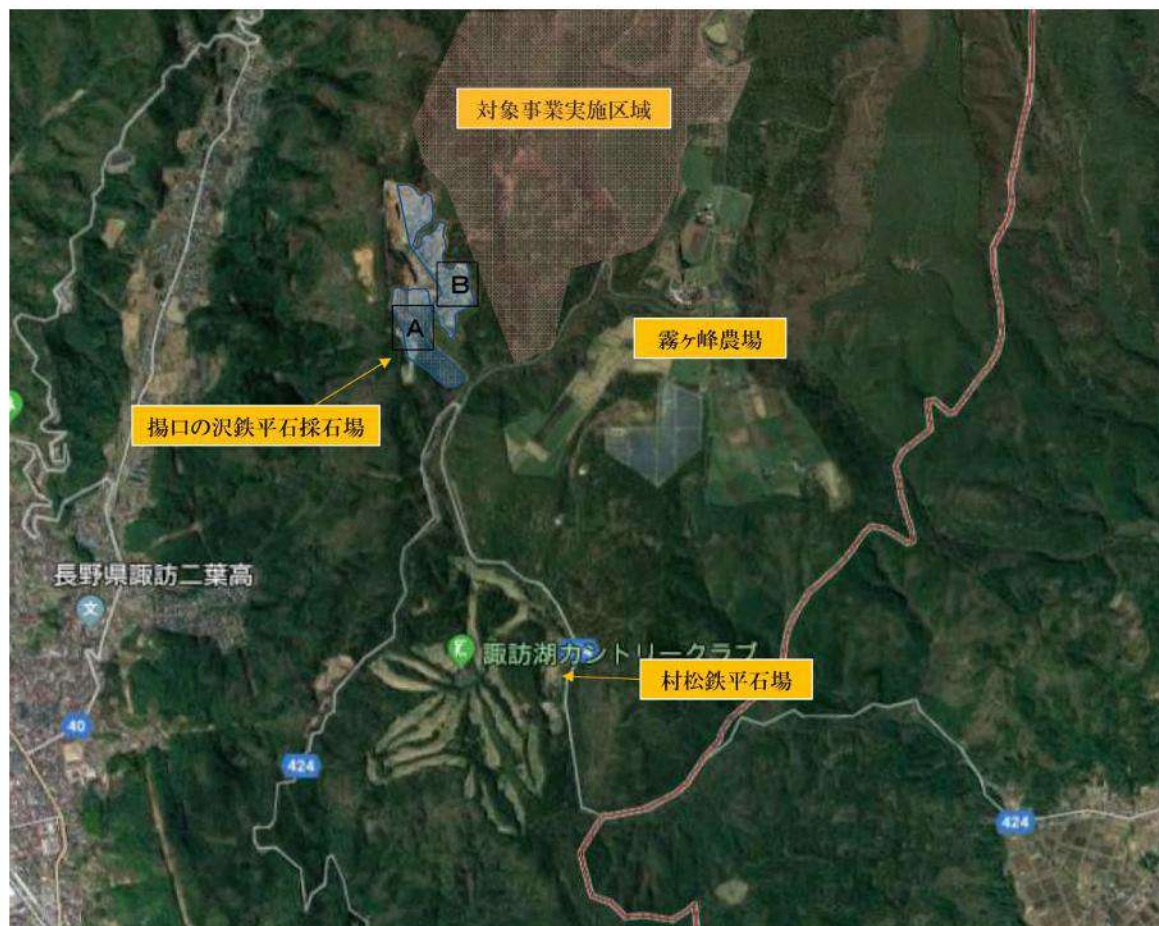 対象事業実施区域
B
A
霧ヶ峰農場
揚口の沢鉄平石採石場
長野県諏訪二葉高
文
諏訪湖カントリークラブ
村松鉄平石場
40
424
424